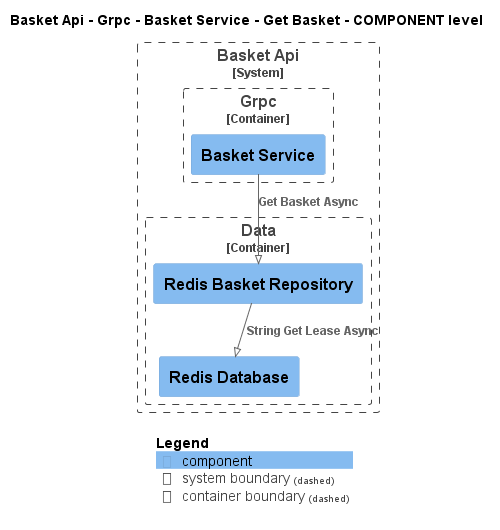 Basket Api - Grpc - Basket Service - Get Basket - COMPONENT level
Basket Api
[System]
Grpc
[Container]
Basket Service
Get Basket Async
Data
[Container]
Redis Basket Repository
String Get Lease Async
Redis Database
Legend
component
system boundary (dashed)
container boundary (dashed)